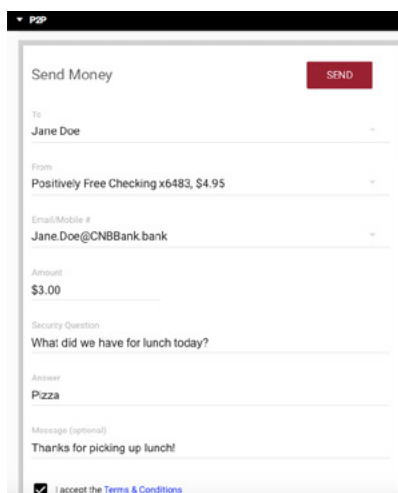 P2P
Send Money
SEND
To
Jane Doe
From
Positively Free Checking x6483, $4.95
Email/Mobile #
Jane.Doe@CNBBank.bank
Amount
$3.00
Security Question
What did we have for lunch today?
Answer
Pizza
Message (optional)
Thanks for picking up lunch!
I accept the Terms & Conditions